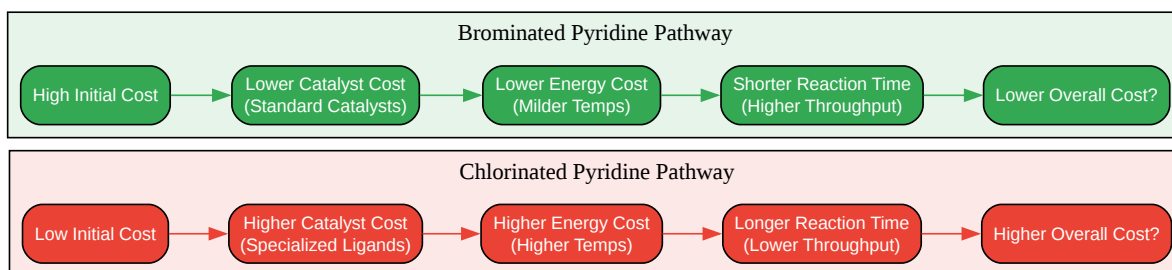 Brominated Pyridine Pathway
High Initial Cost
Lower Catalyst Cost
(Standard Catalysts)
Lower Energy Cost
(Milder Temps)
Shorter Reaction Time
(Higher Throughput)
Lower Overall Cost?
Chlorinated Pyridine Pathway
Low Initial Cost
Higher Catalyst Cost
(Specialized Ligands)
Higher Energy Cost
(Higher Temps)
Longer Reaction Time
(Lower Throughput)
Higher Overall Cost?